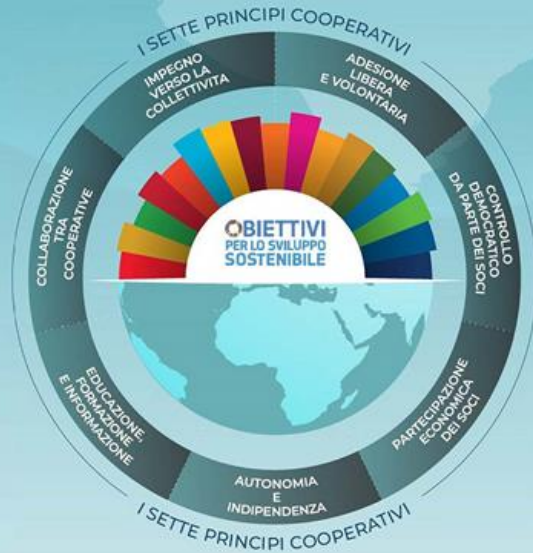 I SETTE PRINCIPI COOPERATIVI
ADESIONE
LIBERA
E VOLONTARIA
CONTROLLO
DEMOCRATICO
DA PARTE DEI SOCI
PARTECIPAZIONE
ECONOMICA
DEI SOCI
AUTONOMIA
E
INDIPENDENZA
EDUCAZIONE,
FORMAZIONE
E INFORMAZIONE
COLLABORAZIONE
TRA
COOPERATIVE
IMPEGNO
VERSO LA
COLLETTIVITA
OBIETTIVI
PER LO SVILUPPO
SOSTENIBILE
I SETTE PRINCIPI COOPERATIVI